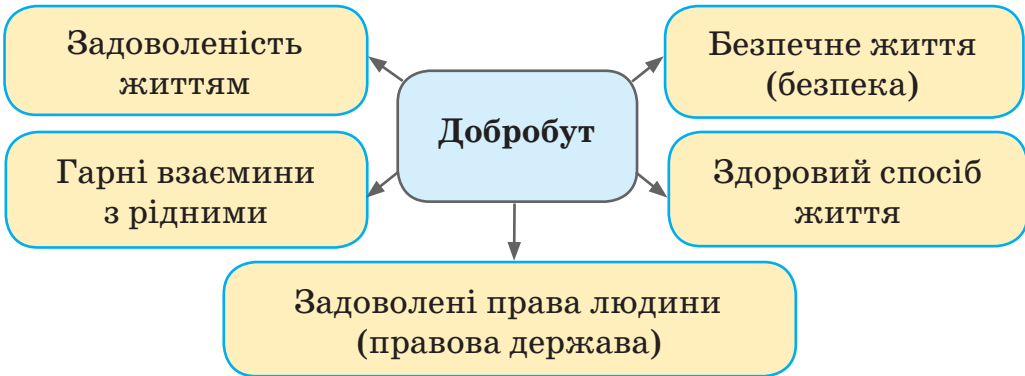 Задоволеність
життям
Безпечне життя
(безпека)
Добробут
Гарні взаємини
з рідними
Здоровий спосіб
життя
Задоволені права людини
(правова держава)